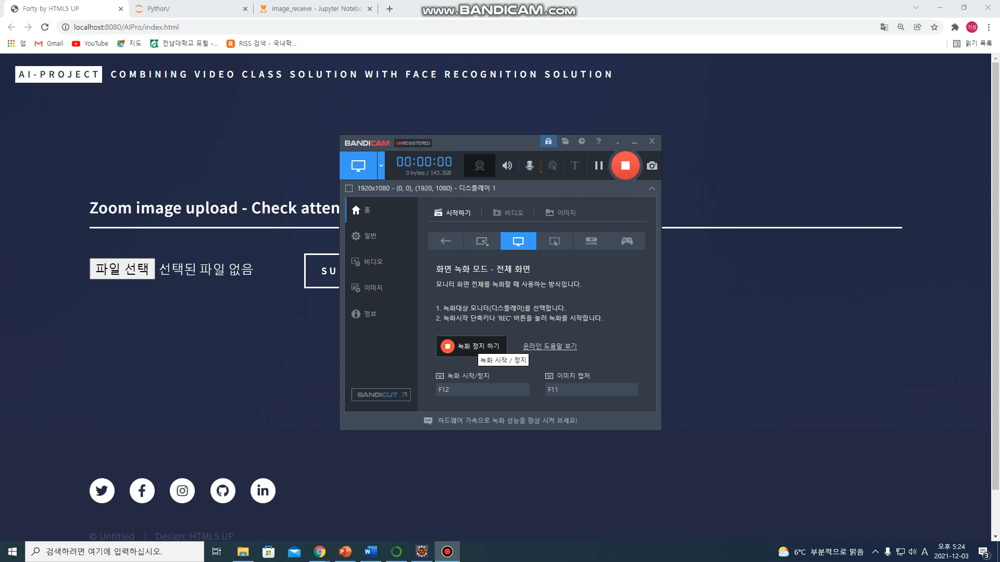 Forty by HTML5 UP
Python/
image_receive - Jupyter Notebo
www.BANDICAM.com
localhost:8080/AIPro/index.html
기성
앱
Gmail
YouTube
지도
전남대학교 포털 -...
R
RISS 검색 - 국내학...
읽기 목록
AI-PROJECT COMBINING VIDEO CLASS SOLUTION WITH FACE RECOGNITION SOLUTION
Zoom image upload - Check atten
파일 선택 선택된 파일 없음
SU
BANDICAM UNREGISTERED
00:00:00
0 bytes / 143.3GB
T
1920x1080 - (0, 0), (1920, 1080) - 디스플레이 1
홈
일반
비디오
이미지
정보
BANDICUT
시작하기
비디오
이미지
HDMI
화면 녹화 모드 - 전체 화면
모니터 화면 전체를 녹화할 때 사용하는 방식입니다.
1. 녹화대상 모니터(디스플레이)를 선택합니다.
2. 녹화시작 단축키나 'REC' 버튼을 눌러 녹화를 시작합니다.
녹화 정지 하기
온라인 도움말 보기
녹화 시작 / 정지
녹화 시작/정지
이미지 캡처
F12
F11
하드웨어 가속으로 녹화 성능을 향상 시켜 보세요!
© Untitled
Design: HTML5 UP
검색하려면 여기에 입력하십시오.
6°C 부분적으로 맑음
A
오후 5:24
2021-12-03
3